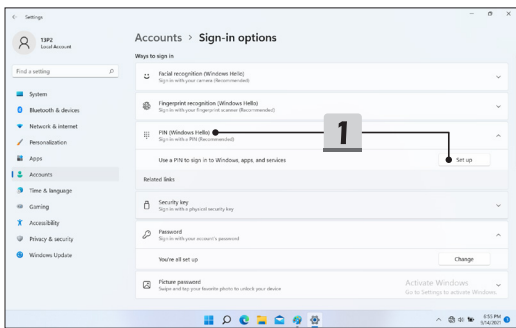 Settings
13P2
Local Account
Find a setting
System
Bluetooth & devices
Network & internet
Personalization
Apps
Accounts
Time & language
Gaming
Accessibility
Privacy & security
Windows Update
Accounts > Sign-in options
Ways to sign in
Facial recognition (Windows Hello)
Sign in with your camera (Recommended)
Fingerprint recognition (Windows Hello)
Sign in with your fingerprint scanner (Recommended)
PIN (Windows Hello)
Sign in with a PIN (Recommended)
1
Use a PIN to sign in to Windows, apps, and services
Set up
Related links
Security key
Sign in with a physical security key
Password
Sign in with your account's password
You're all set up
Change
Picture password
Swipe and tap your favorite photo to unlock your device
Activate Windows
Go to Settings to activate Windows.
8:55 PM
9/14/2021